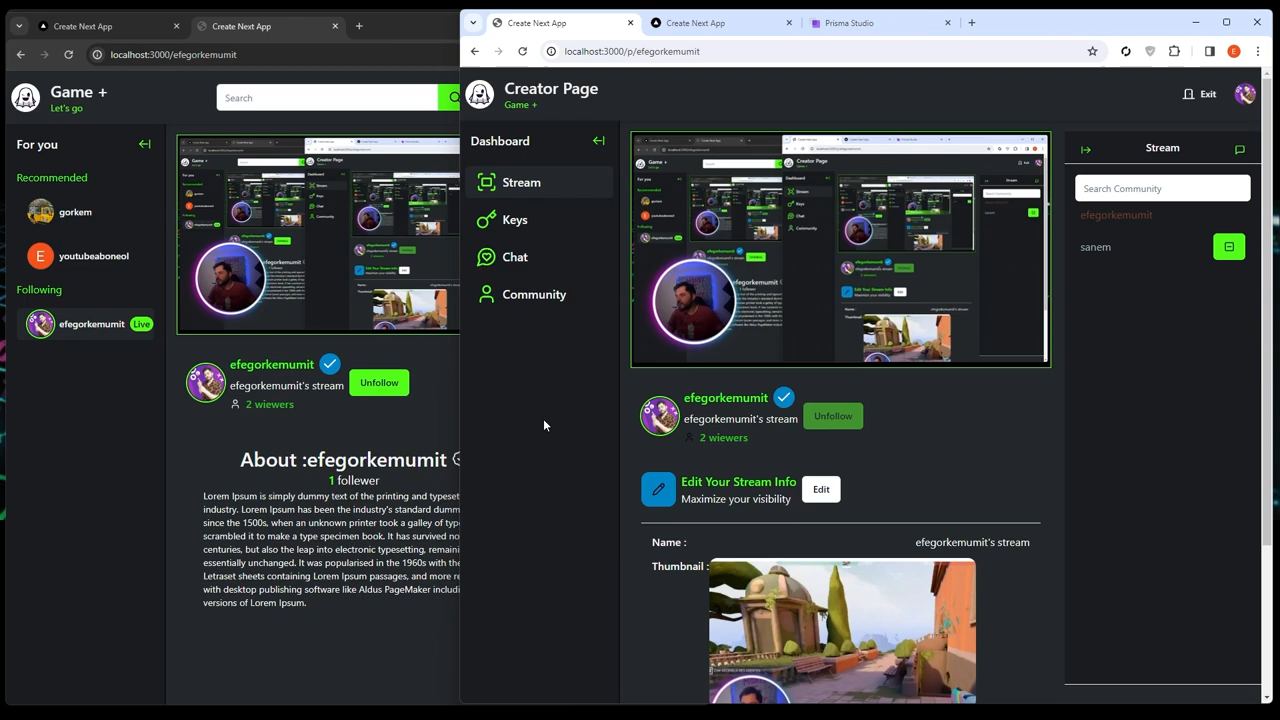 Create Next App
Create Next App
localhost:3000/efegorkemumit
Game +
Let's go
Search
For you
Recommended
gorkem
youtubeaboneol
Following
efegorkemumit Live
efegorkemumit
efegorkemumit's stream
2 wiewers
Unfollow
About :efegorkemumit
1 follewer
Lorem Ipsum is simply dummy text of the printing and typeset
industry. Lorem Ipsum has been the industry's standard dumm
since the 1500s, when an unknown printer took a galley of type
scrambled it to make a type specimen book. It has survived no
centuries, but also the leap into electronic typesetting, remaini
essentially unchanged. It was popularised in the 1960s with the
Letraset sheets containing Lorem Ipsum passages, and more re
with desktop publishing software like Aldus PageMaker includi
versions of Lorem Ipsum.
Create Next App
Create Next App
Prisma Studio
localhost:3000/p/efegorkemumit
E
Creator Page
Game +
Exit
Dashboard
Stream
Keys
Chat
Community
efegorkemumit
efegorkemumit's stream
2 wiewers
Unfollow
Edit Your Stream Info
Maximize your visibility
Edit
Name :
efegorkemumit's stream
Thumbnail :
Stream
Search Community
efegorkemumit
sanem